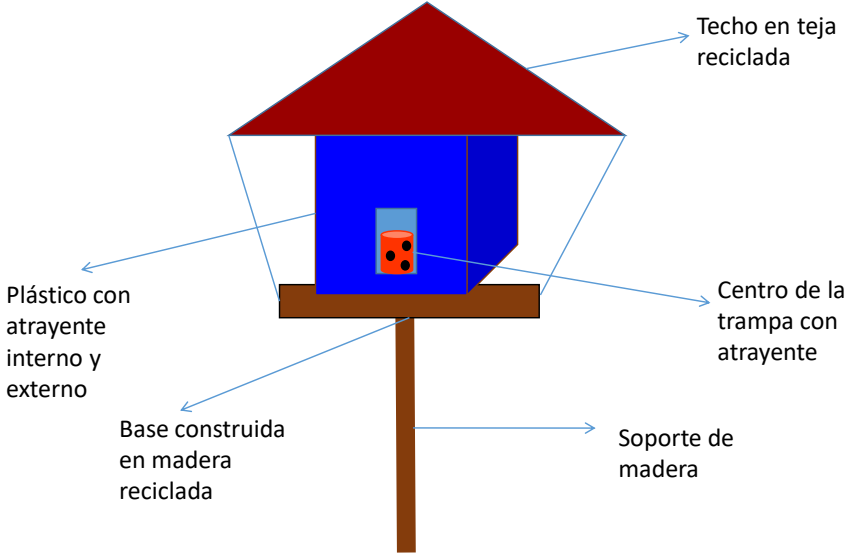 Techo en teja
reciclada
Plástico con
atrayente
interno y
externo
Centro de la
trampa con
atrayente
Base construida
en madera
reciclada
Soporte de
madera